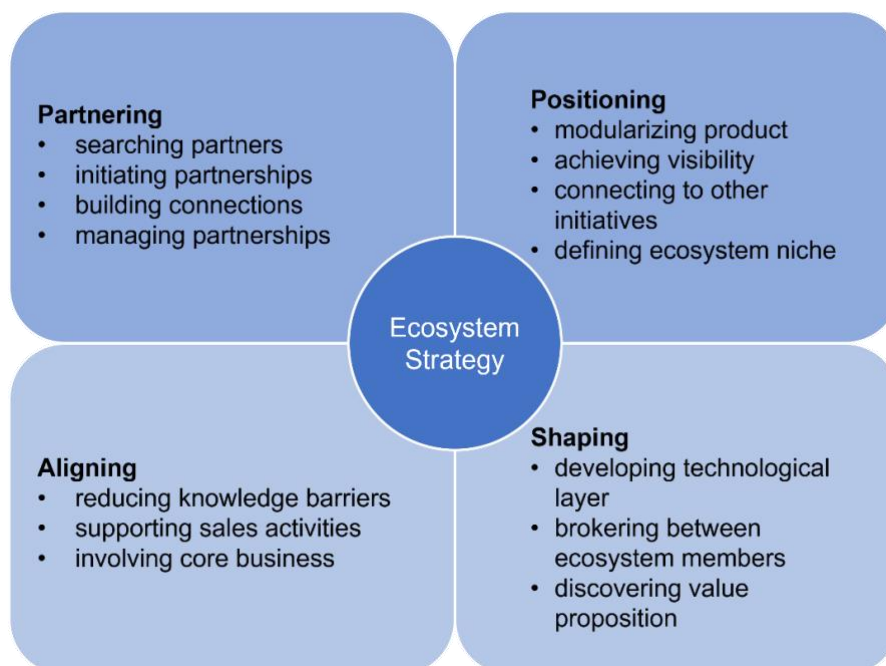 Partnering
• searching partners
• initiating partnerships
• building connections
• managing partnerships
Positioning
• modularizing product
• achieving visibility
• connecting to other
initiatives
• defining ecosystem niche
Ecosystem
Strategy
Aligning
• reducing knowledge barriers
• supporting sales activities
• involving core business
Shaping
• developing technological
layer
• brokering between
ecosystem members
• discovering value
proposition